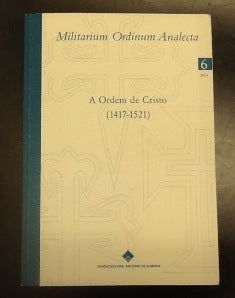 Militarium Ordinum Analecta
6
2002
A Ordem de Cristo
(1417-1521)
FUNDAÇÃO ENG. ANTÓNIO DE ALMEIDA